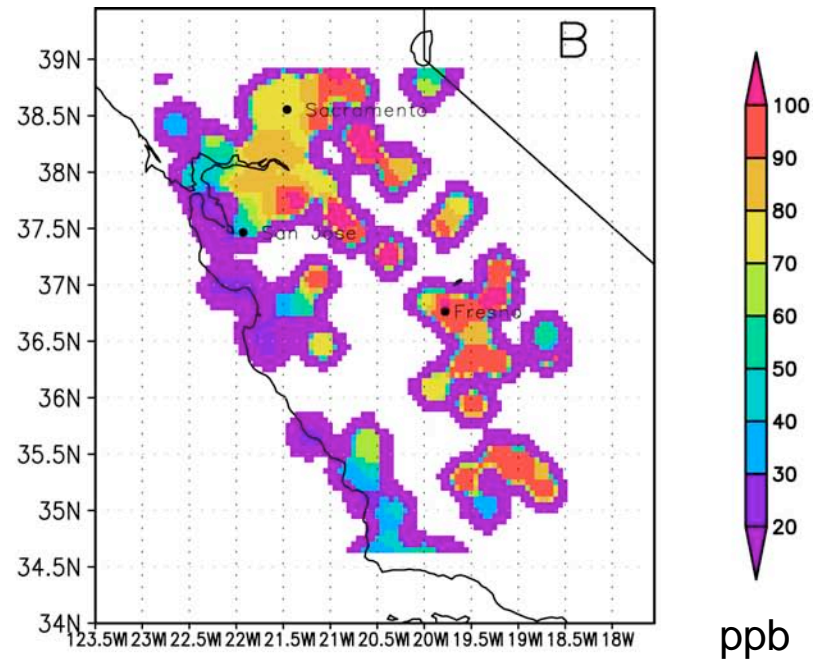 B
39N
38.5N
38N
37.5N
37N
36.5N
36N
35.5N
35N
34.5N
34N
Sacramento
San Jose
Fresno
123.5W 123W 122.5W 122W 121.5W 121W 120.5W 120W 119.5W 119W 118.5W 118W
100
90
80
70
60
50
40
30
20
ppb